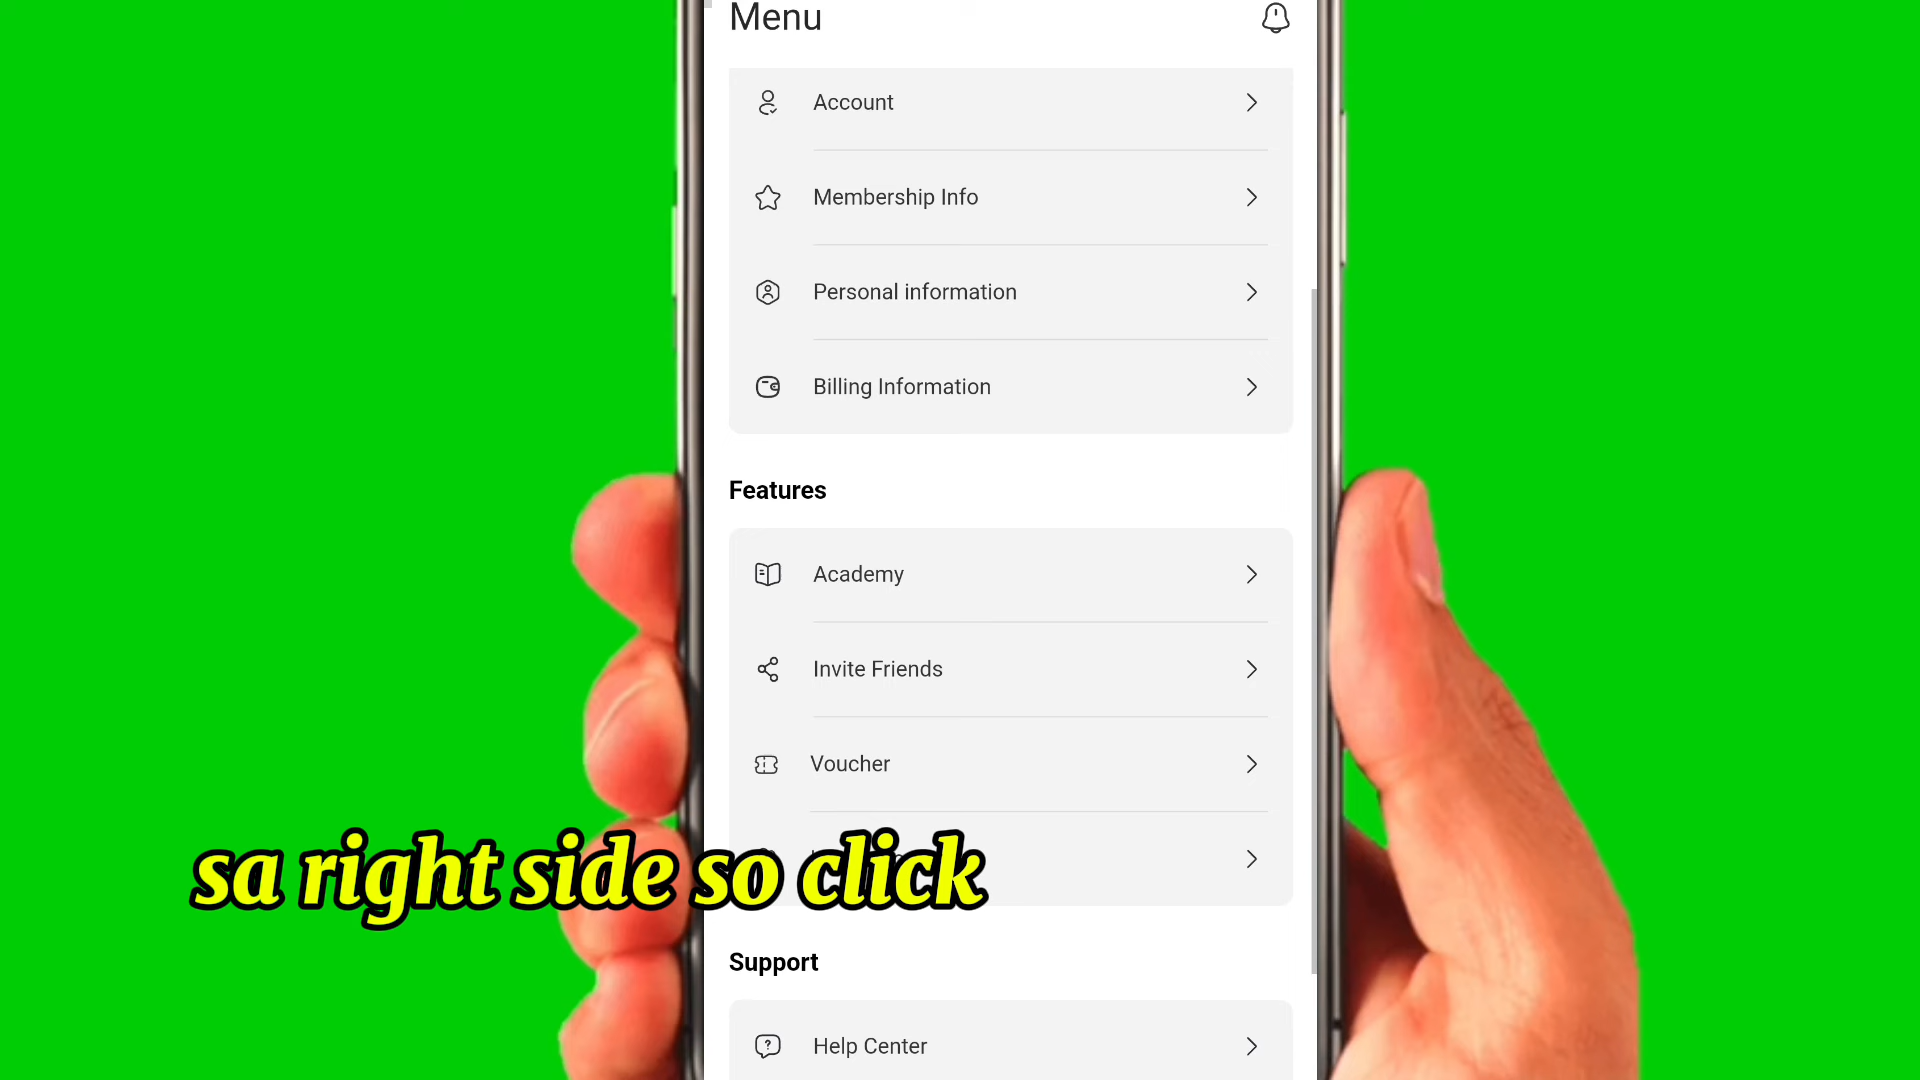 Menu
Account
Membership Info
Personal information
Billing Information
Features
Academy
Invite Friends
Voucher
sa right side so click
Support
Help Center